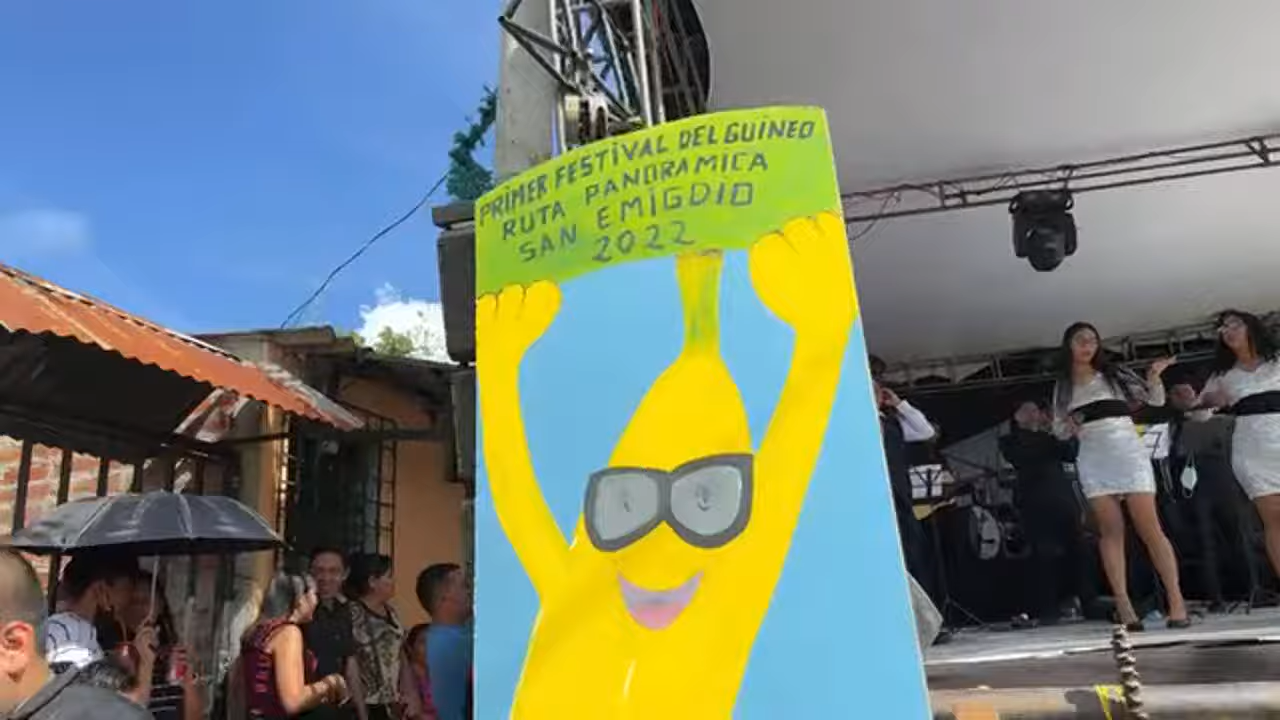 PRIMER FESTIVAL DEL GUINEO
RUTA PANORAMICA
SAN EMIGDIO
2022